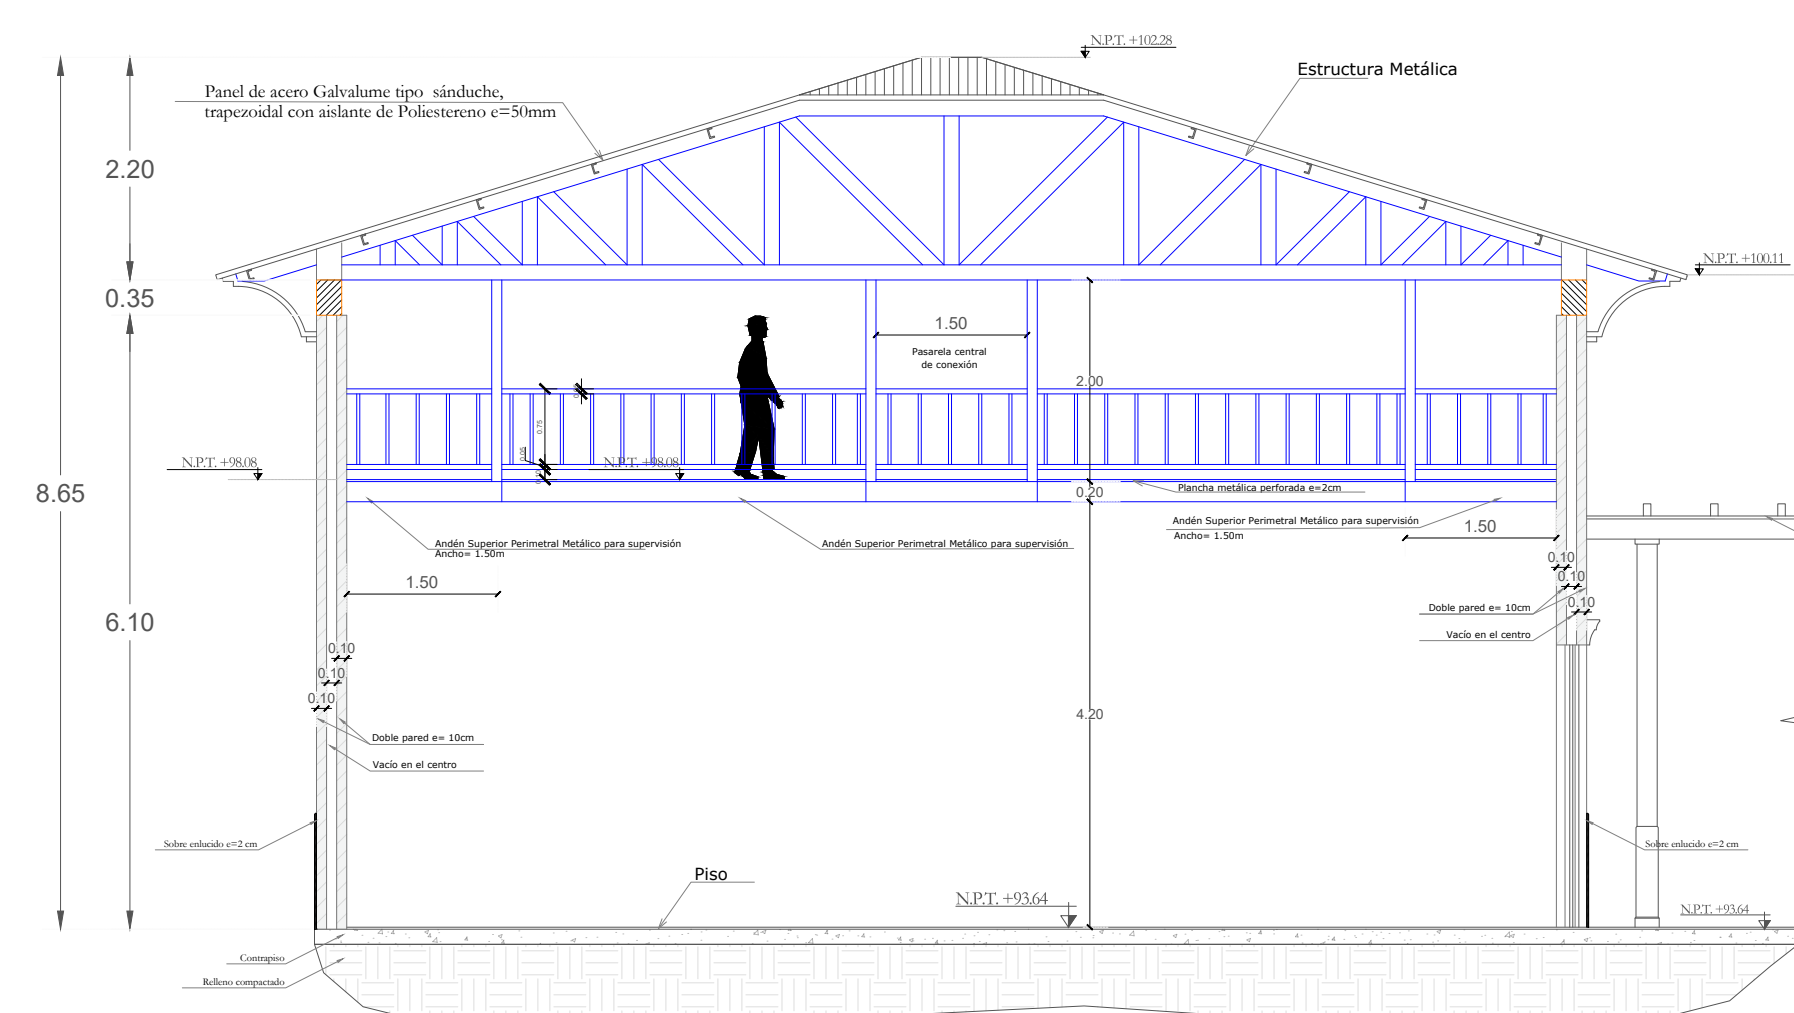 N.P.T. +102.28
Estructura Metálica
Panel de acero Galvalume tipo sánduche,
trapezoidal con aislante de Poliestereno e=50mm
2.20
N.P.T. +100.11
0.35
1.50
Pasarela central
de conexión
2.00
0.75
0.05
N.P.T. +98.08
N.P.T. +98.08
8.65
0.20
Plancha metálica perforada e=2cm
Andén Superior Perimetral Metálico para supervisión
Ancho= 1.50m
1.50
Andén Superior Perimetral Metálico para supervisión
Ancho= 1.50m
Andén Superior Perimetral Metálico para supervisión
1.50
0.10
0.10
0.10
Doble pared e= 10cm
Vacío en el centro
6.10
0.10
0.10
0.10
4.20
Doble pared e= 10cm
Vacío en el centro
Sobre enlucido e=2 cm
Sobre enlucido e=2 cm
Piso
N.P.T. +93.64
N.P.T. +93.64
Contrapiso
Relleno compactado